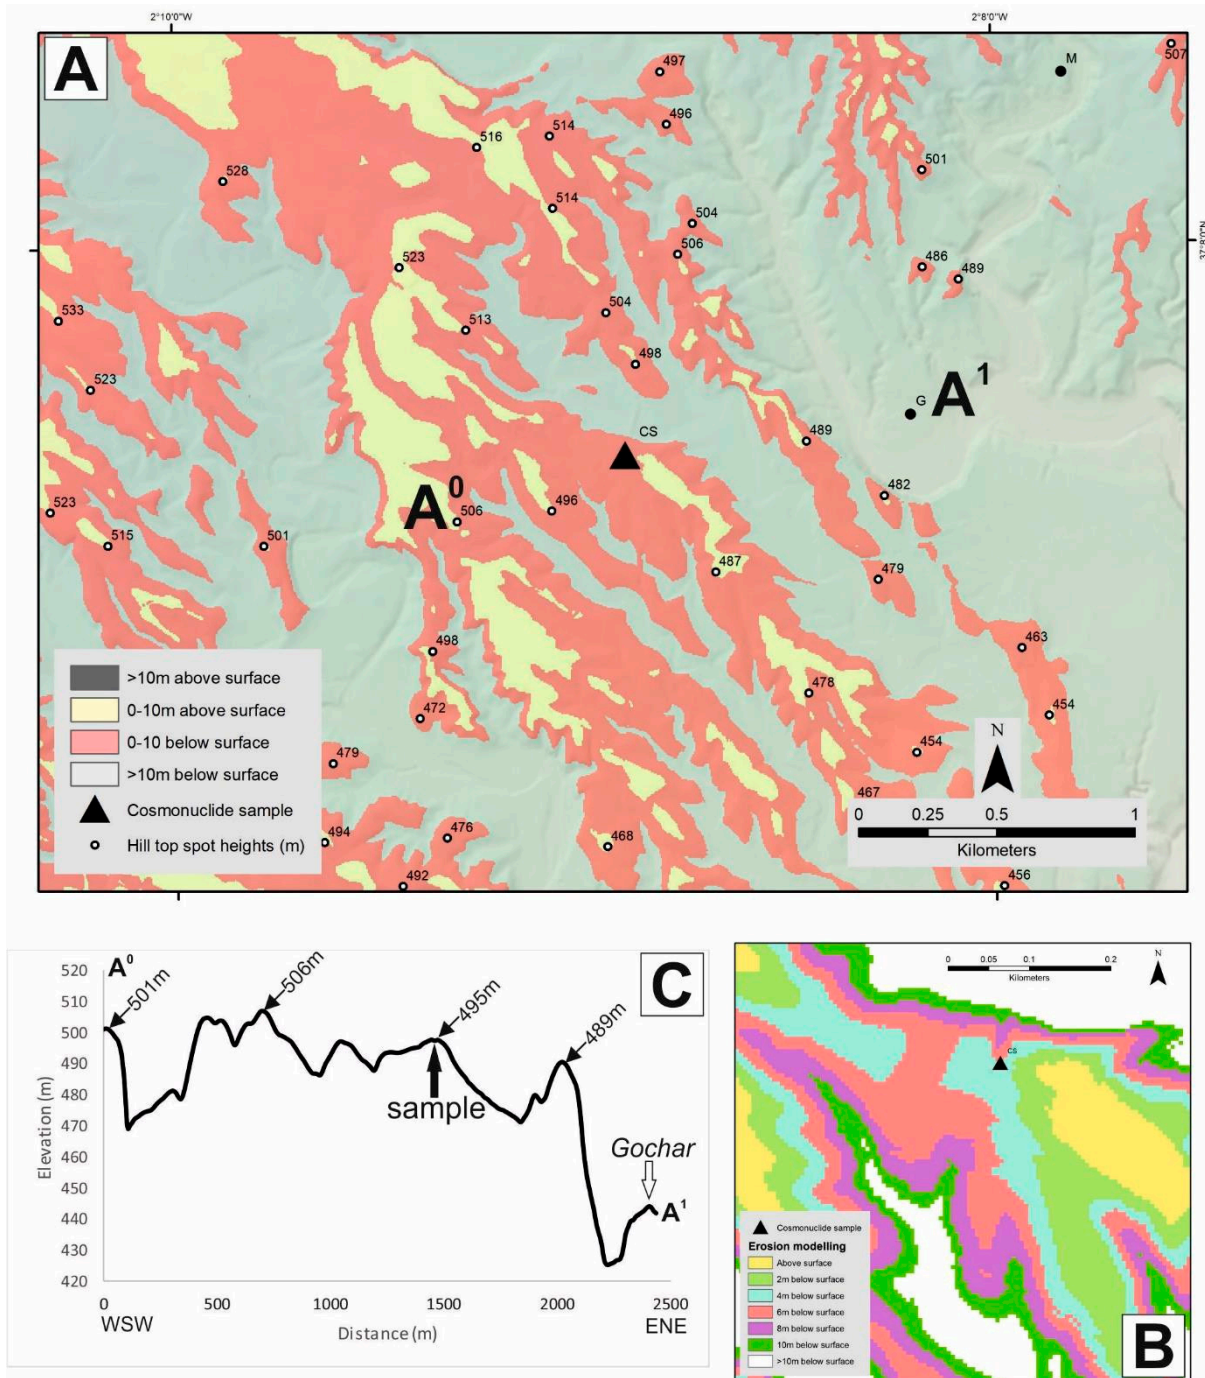 2°10'0"W
2°8'0"W
A
M
507
497
496
516
514
501
528
514
504
506
37°8'0"N
523
486
489
533
504
513
498
523
A1
G
489
CS
482
A0
523
506
496
515
501
487
479
498
463
478
472
454
454
479
467
494
476
468
492
456
>10m above surface
0-10m above surface
0-10 below surface
>10m below surface
Cosmonuclide sample
Hill top spot heights (m)
N
0 0.25 0.5 1
Kilometers
C
A0
501m
506m
495m
489m
sample
Gochar
A1
Elevation (m)
520
510
500
490
480
470
460
450
440
430
420
0 500 1000 1500 2000 2500
WSW
Distance (m)
ENE
0 0.05 0.1 0.2
Kilometers
N
CS
Cosmonuclide sample
Erosion modelling
Above surface
2m below surface
4m below surface
6m below surface
8m below surface
10m below surface
>10m below surface
B